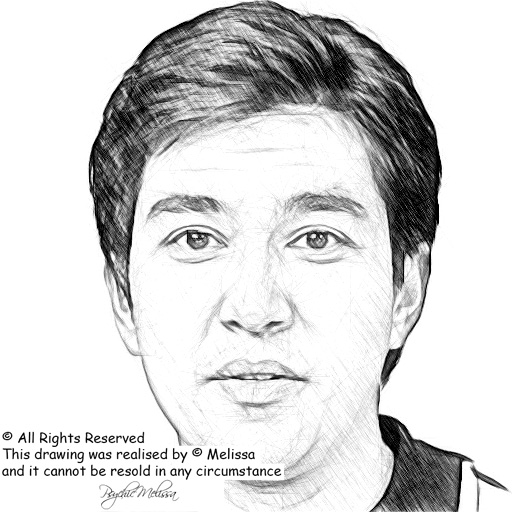 © All Rights Reserved
This drawing was realised by © Melissa
and it cannot be resold in any circumstance
Psychic Melissa